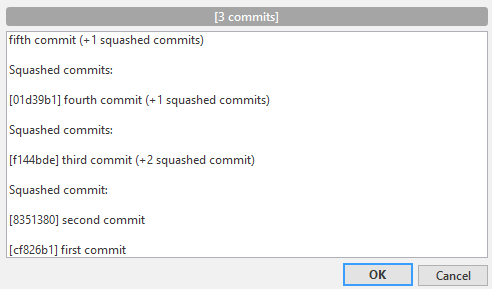 [3 commits]
fifth commit (+1 squashed commits)
Squashed commits:
[01d39b1] fourth commit (+1 squashed commits)
Squashed commits:
[f144bde] third commit (+2 squashed commit)
Squashed commit:
[8351380] second commit
[cf826b1] first commit
OK
Cancel